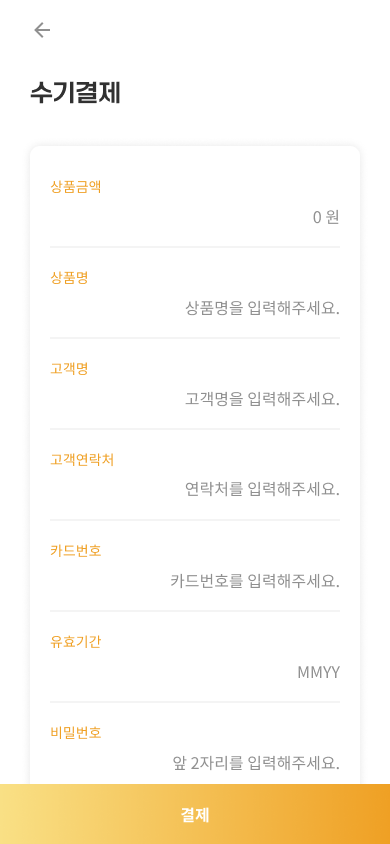 수기결제
상품금액
0 원
상품명
상품명을 입력해주세요.
고객명
고객명을 입력해주세요.
고객연락처
연락처를 입력해주세요.
카드번호
카드번호를 입력해주세요.
유효기간
MMYY
비밀번호
앞 2자리를 입력해주세요.
결제